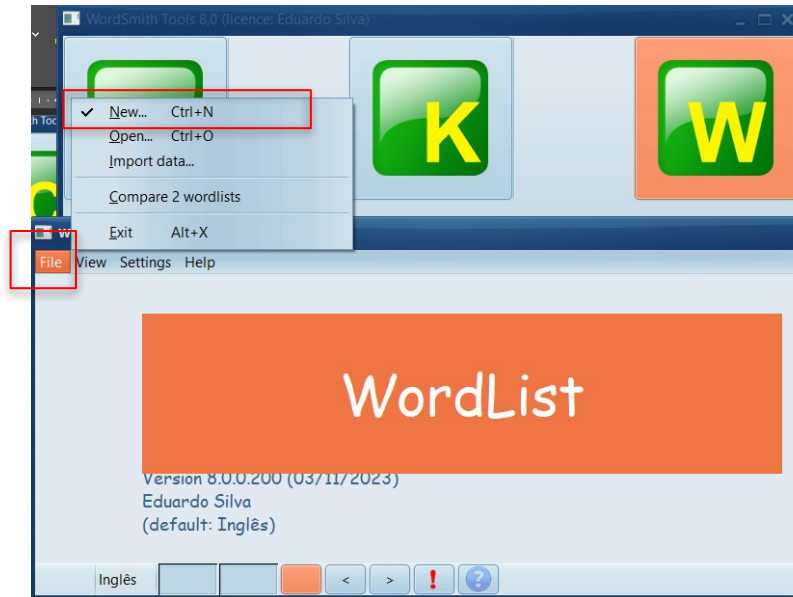 WordSmith Tools 8,0 (licence: Eduardo Silva)
K
W
h Too
C
New... Ctrl+N
Open... Ctrl+O
Import data...
Compare 2 wordlists
Exit Alt+X
W
File View Settings Help
WordList
Version 8.0.0.200 (03/11/2023)
Eduardo Silva
(default: Inglês)
Inglês < > ! ?